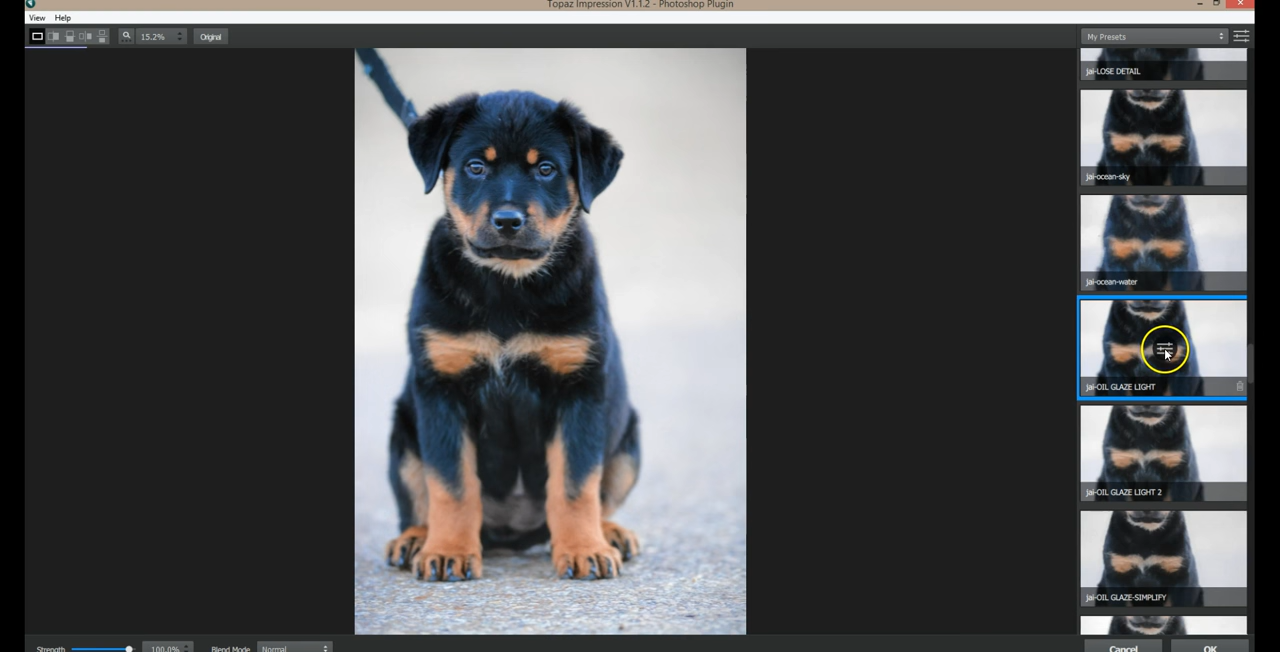 Topaz Impression V1.1.2 - Photoshop Plugin
View Help
15.2% Original
My Presets
jai-LOSE DETAIL
jai-ocean-sky
jai-ocean-water
jai-OIL GLAZE LIGHT
jai-OIL GLAZE LIGHT 2
jai-OIL GLAZE-SIMPLIFY
Strength 100.0% Blend Mode Normal
Cancel OK